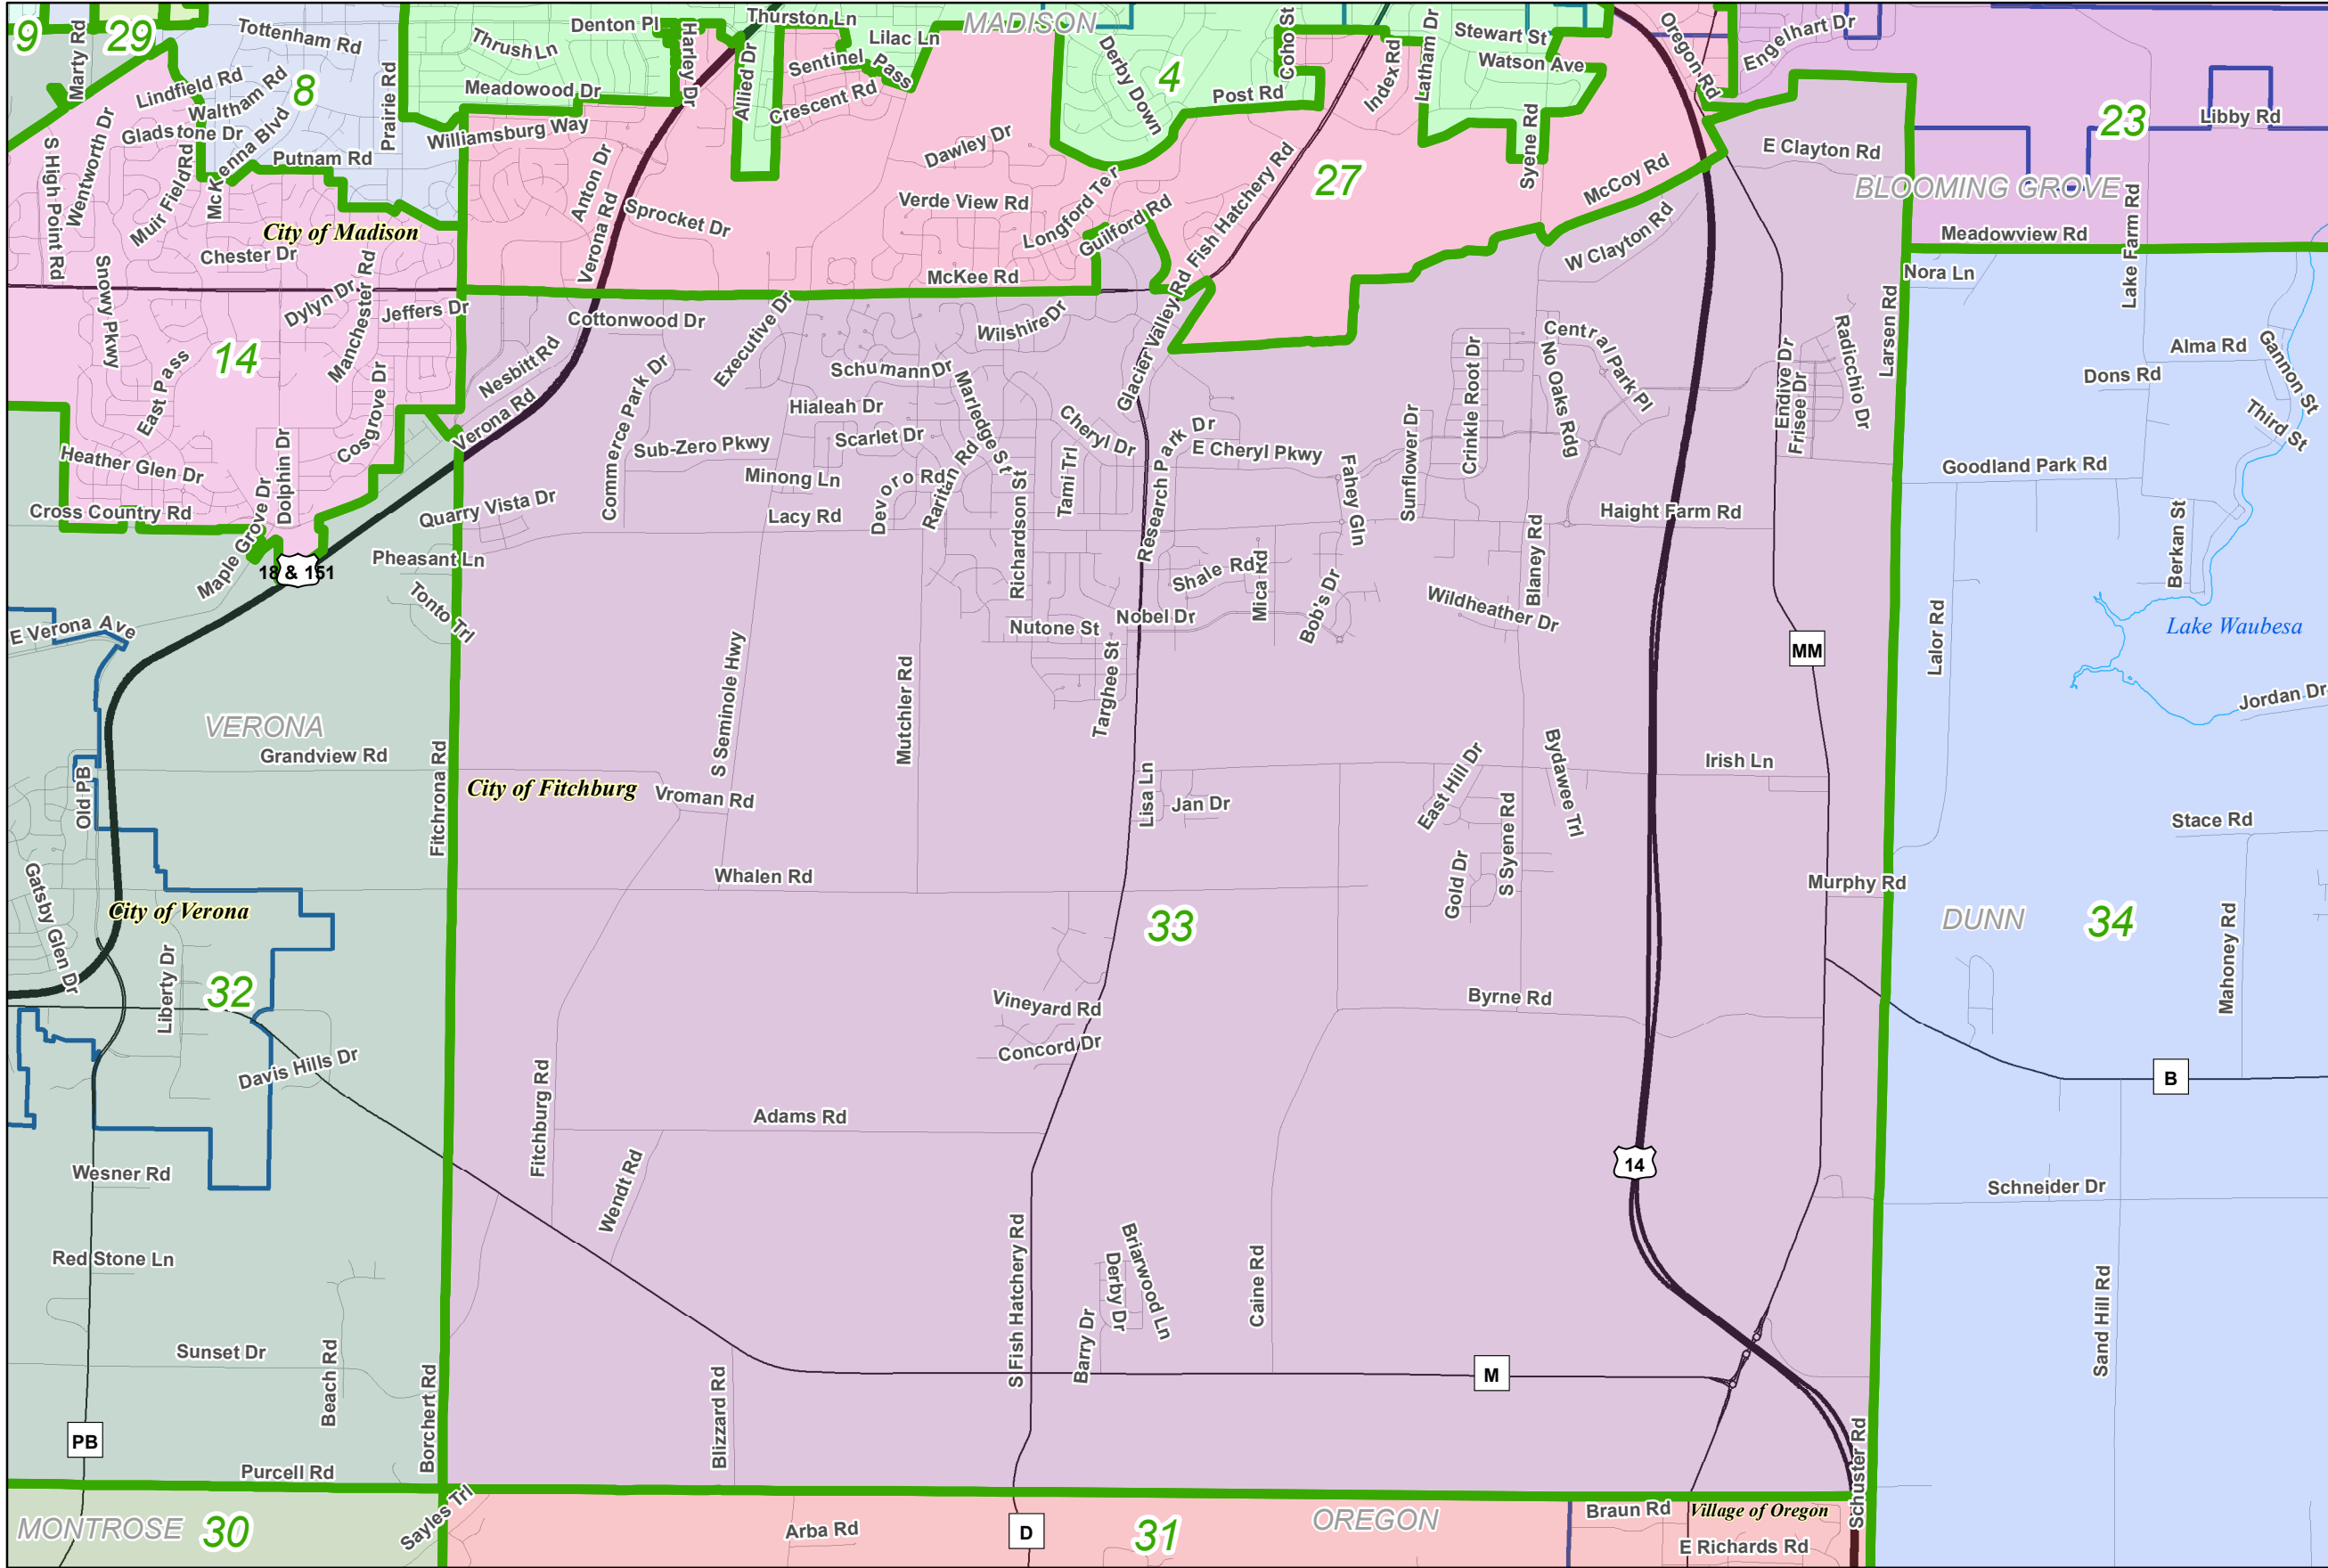 Thurston Ln
MADISON
Denton Pl
Engelhart Dr
Oregon Rd
9
29
Marty Rd
Tottenham Rd
Thrush Ln
Harley Dr
Lilac Ln
Coho St
Latham Dr
Stewart St
Allied Dr
Sentinel Pass
Derby Down
4
Index Rd
Watson Ave
Lindfield Rd
Waltham Rd
8
Prairie Rd
Meadowood Dr
Crescent Rd
Post Rd
23
Libby Rd
Wentworth Dr
Gladstone Dr
McKenna Blvd
Williamsburg Way
Dawley Dr
Syene Rd
E Clayton Rd
S High Point Rd
Putnam Rd
Muir Field Rd
Anton Dr
Longford Ter
Fish Hatchery Rd
27
McCoy Rd
BLOOMING GROVE
Verde View Rd
Sprocket Dr
Guilford Rd
City of Madison
Verona Rd
W Clayton Rd
Meadowview Rd
Lake Farm Rd
Chester Dr
Snowy Pkwy
McKee Rd
Nora Ln
Dylyn Dr
Manchester Rd
Jeffers Dr
Cottonwood Dr
Executive Dr
Wilshire Dr
Glacier Valley Rd
Central Park Pl
Larsen Rd
Radicchio Dr
Endive Dr
Frisee Dr
Alma Rd
Gannon St
14
East Pass
Nesbitt Rd
Schumann Dr
Marledge St
No Oaks Rdg
Crinkle Root Dr
Dons Rd
Third St
Verona Rd
Commerce Park Dr
Hialeah Dr
Cheryl Dr
Cosgrove Dr
Dolphin Dr
Sub-Zero Pkwy
Scarlet Dr
Raritan Rd
Research Park Dr
E Cheryl Pkwy
Sunflower Dr
Heather Glen Dr
Minong Ln
Devoro Rd
Tami Trl
Fahey Gln
Goodland Park Rd
Cross Country Rd
Quarry Vista Dr
Lacy Rd
Richardson St
Haight Farm Rd
Maple Grove Dr
Pheasant Ln
18 & 151
Shale Rd
Mica Rd
Blaney Rd
Berkan St
Tonto Trl
Nobel Dr
Bob's Dr
Wildheather Dr
E Verona Ave
Nutone St
Lalor Rd
Lake Waubesa
MM
Targhee St
S Seminole Hwy
Mutchler Rd
Jordan Dr
VERONA
Grandview Rd
Fitchrona Rd
Old PB
City of Fitchburg
Vroman Rd
Lisa Ln
Jan Dr
East Hill Dr
Bydawee Trl
Irish Ln
S Syene Rd
Stace Rd
Whalen Rd
Gold Dr
Murphy Rd
Gatsby Glen Dr
City of Verona
33
DUNN
34
Mahoney Rd
Liberty Dr
32
Vineyard Rd
Byrne Rd
Concord Dr
Davis Hills Dr
B
Fitchburg Rd
Adams Rd
Wendt Rd
14
Wesner Rd
Schneider Dr
Red Stone Ln
S Fish Hatchery Rd
Briarwood Ln
Derby Dr
Caine Rd
Sand Hill Rd
Barry Dr
Sunset Dr
Beach Rd
Borchert Rd
Blizzard Rd
M
PB
Schuster Rd
Purcell Rd
Sayles Trl
MONTROSE
30
Arba Rd
D
31
OREGON
Braun Rd
Village of Oregon
E Richards Rd